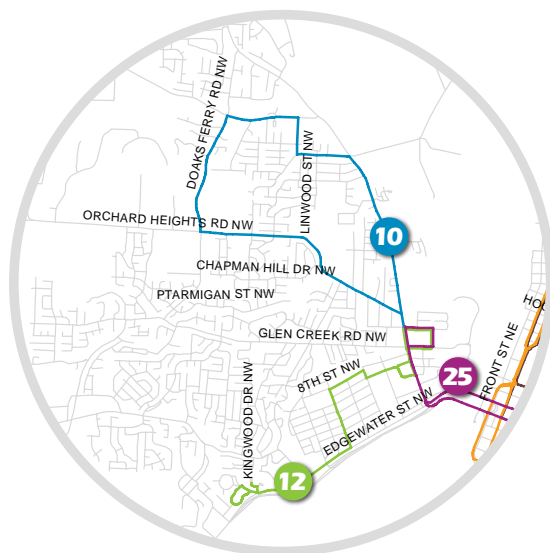 DOAKS FERRY RD NW
LINWOOD ST NW
ORCHARD HEIGHTS RD NW
10
CHAPMAN HILL DR NW
PTARMIGAN ST NW
HO
GLEN CREEK RD NW
FRONT ST NE
8TH ST NW
25
KINGWOOD DR NW
EDGEWATER ST NW
12